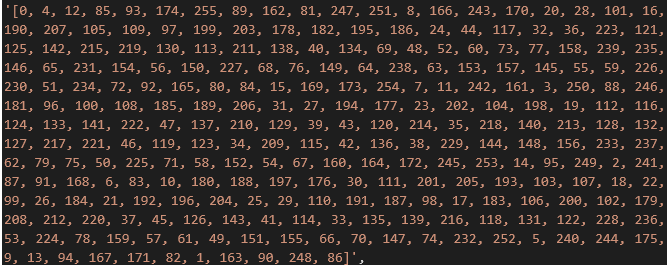 '[0, 4, 12, 85, 93, 174, 255, 89, 162, 81, 247, 251, 8, 166, 243, 170, 20, 28, 101, 16,
190, 207, 105, 109, 97, 199, 203, 178, 182, 195, 186, 24, 44, 117, 32, 36, 223, 121,
125, 142, 215, 219, 130, 113, 211, 138, 40, 134, 69, 48, 52, 60, 73, 77, 158, 239, 235,
146, 65, 231, 154, 56, 150, 227, 68, 76, 149, 64, 238, 63, 153, 157, 145, 55, 59, 226,
230, 51, 234, 72, 92, 165, 80, 84, 15, 169, 173, 254, 7, 11, 242, 161, 3, 250, 88, 246,
181, 96, 100, 108, 185, 189, 206, 31, 27, 194, 177, 23, 202, 104, 198, 19, 112, 116,
124, 133, 141, 222, 47, 137, 210, 129, 39, 43, 120, 214, 35, 218, 140, 213, 128, 132,
127, 217, 221, 46, 119, 123, 34, 209, 115, 42, 136, 38, 229, 144, 148, 156, 233, 237,
62, 79, 75, 50, 225, 71, 58, 152, 54, 67, 160, 164, 172, 245, 253, 14, 95, 249, 2, 241,
87, 91, 168, 6, 83, 10, 180, 188, 197, 176, 30, 111, 201, 205, 193, 103, 107, 18, 22,
99, 26, 184, 21, 192, 196, 204, 25, 29, 110, 191, 187, 98, 17, 183, 106, 200, 102, 179,
208, 212, 220, 37, 45, 126, 143, 41, 114, 33, 135, 139, 216, 118, 131, 122, 228, 236,
53, 224, 78, 159, 57, 61, 49, 151, 155, 66, 70, 147, 74, 232, 252, 5, 240, 244, 175,
9, 13, 94, 167, 171, 82, 1, 163, 90, 248, 86]',